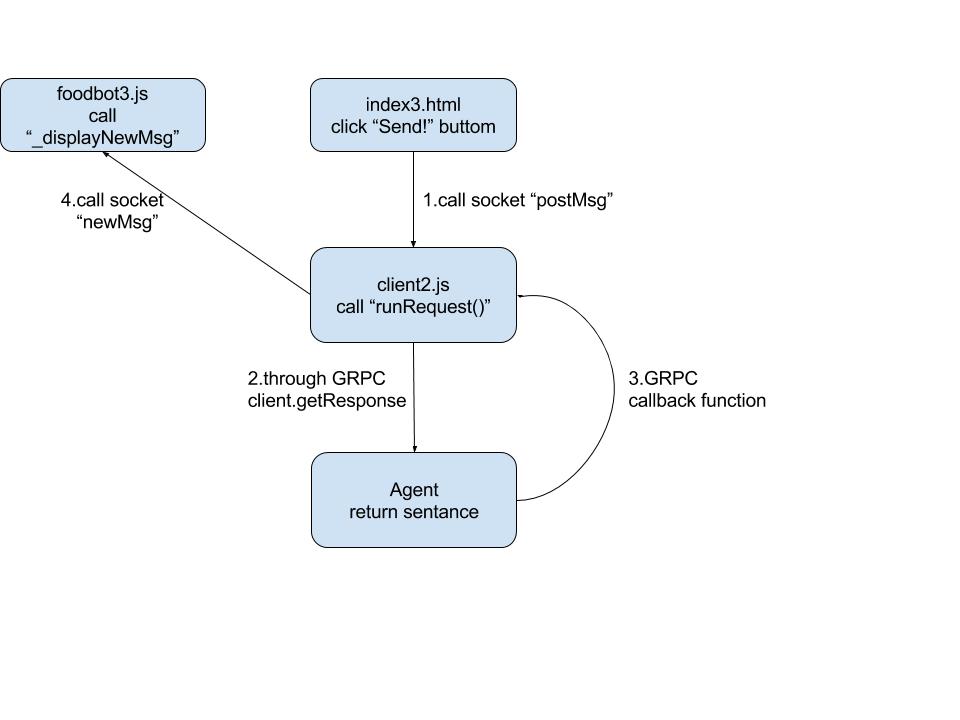 foodbot3.js
call
“_displayNewMsg”
index3.html
click “Send!” buttom
4.call socket
“newMsg”
1.call socket “postMsg”
client2.js
call “runRequest()”
2.through GRPC
client.getResponse
3.GRPC
callback function
Agent
return sentance